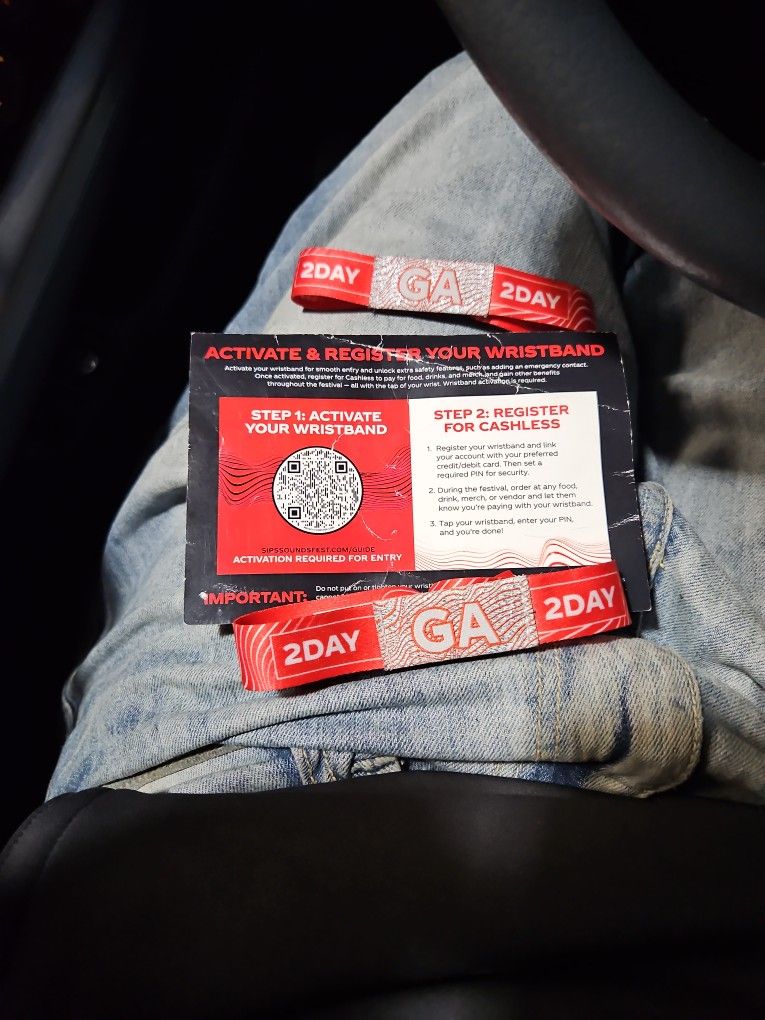 2DAY GA 2DAY
ACTIVATE & REGISTER YOUR WRISTBAND
Activate your wristband for smooth entry and unlock extra safety features, such as adding an emergency contact.
Once activated, register for Cashless to pay for food, drinks, and merch, and gain other benefits
throughout the festival — all with the tap of your wrist. Wristband activation is required.
STEP 1: ACTIVATE
YOUR WRISTBAND
SIPSSOUNDSFEST.COM/GUIDE
ACTIVATION REQUIRED FOR ENTRY
STEP 2: REGISTER
FOR CASHLESS
1. Register your wristband and link
your account with your preferred
credit/debit card. Then set a
required PIN for security.
2. During the festival, order at any food,
drink, merch, or vendor and let them
know you're paying with your wristband.
3. Tap your wristband, enter your PIN,
and you're done!
IMPORTANT: Do not put on or tighten your
2DAY GA 2DAY